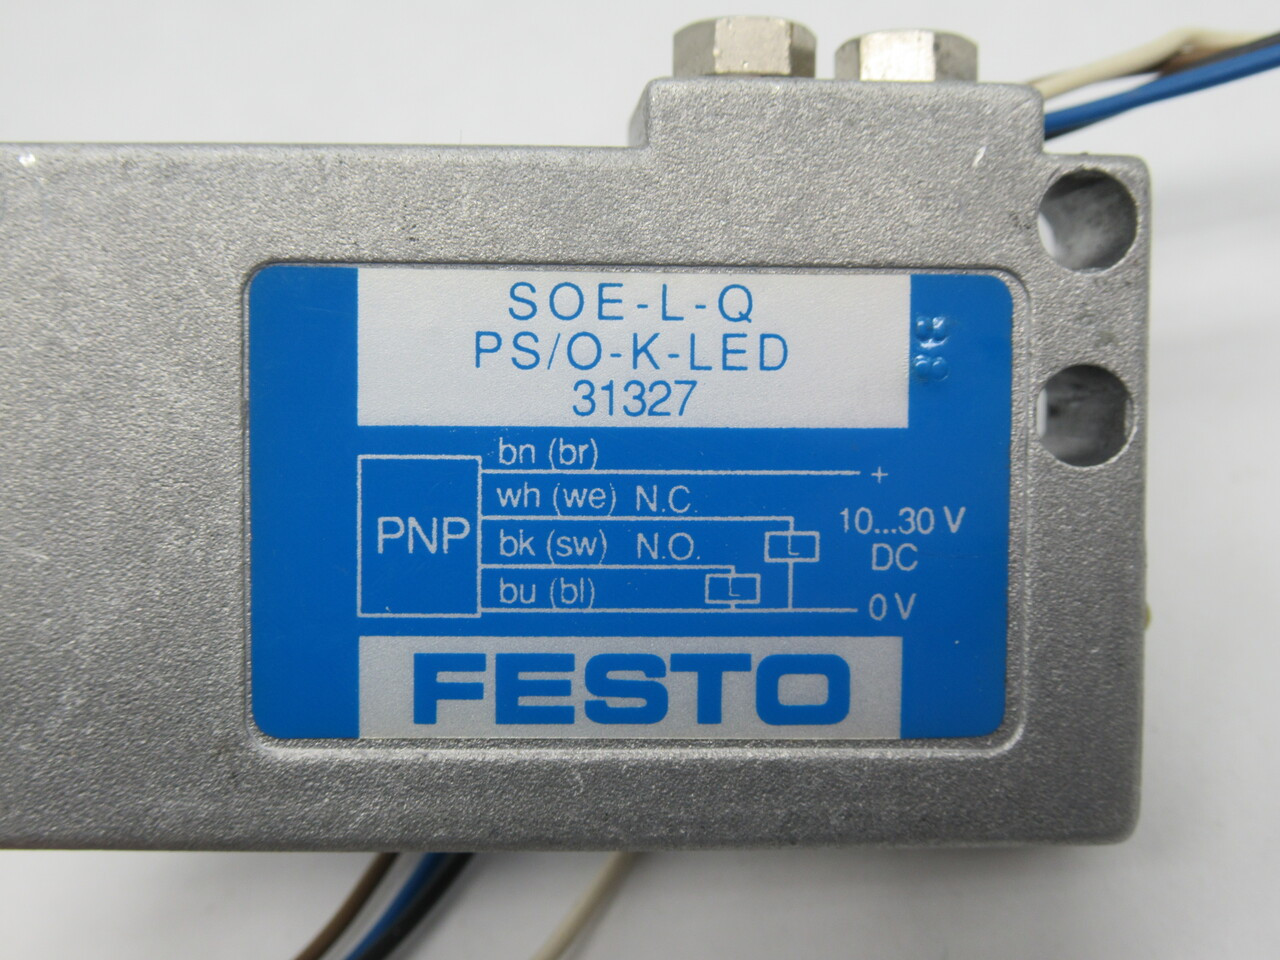 SOE-L-Q
PS/O-K-LED
31327
bn (br)
+
wh (we) N.C.
PNP
10...30 V
DC
bk (sw) N.O.
L
L
bu (bl)
0 V
FESTO